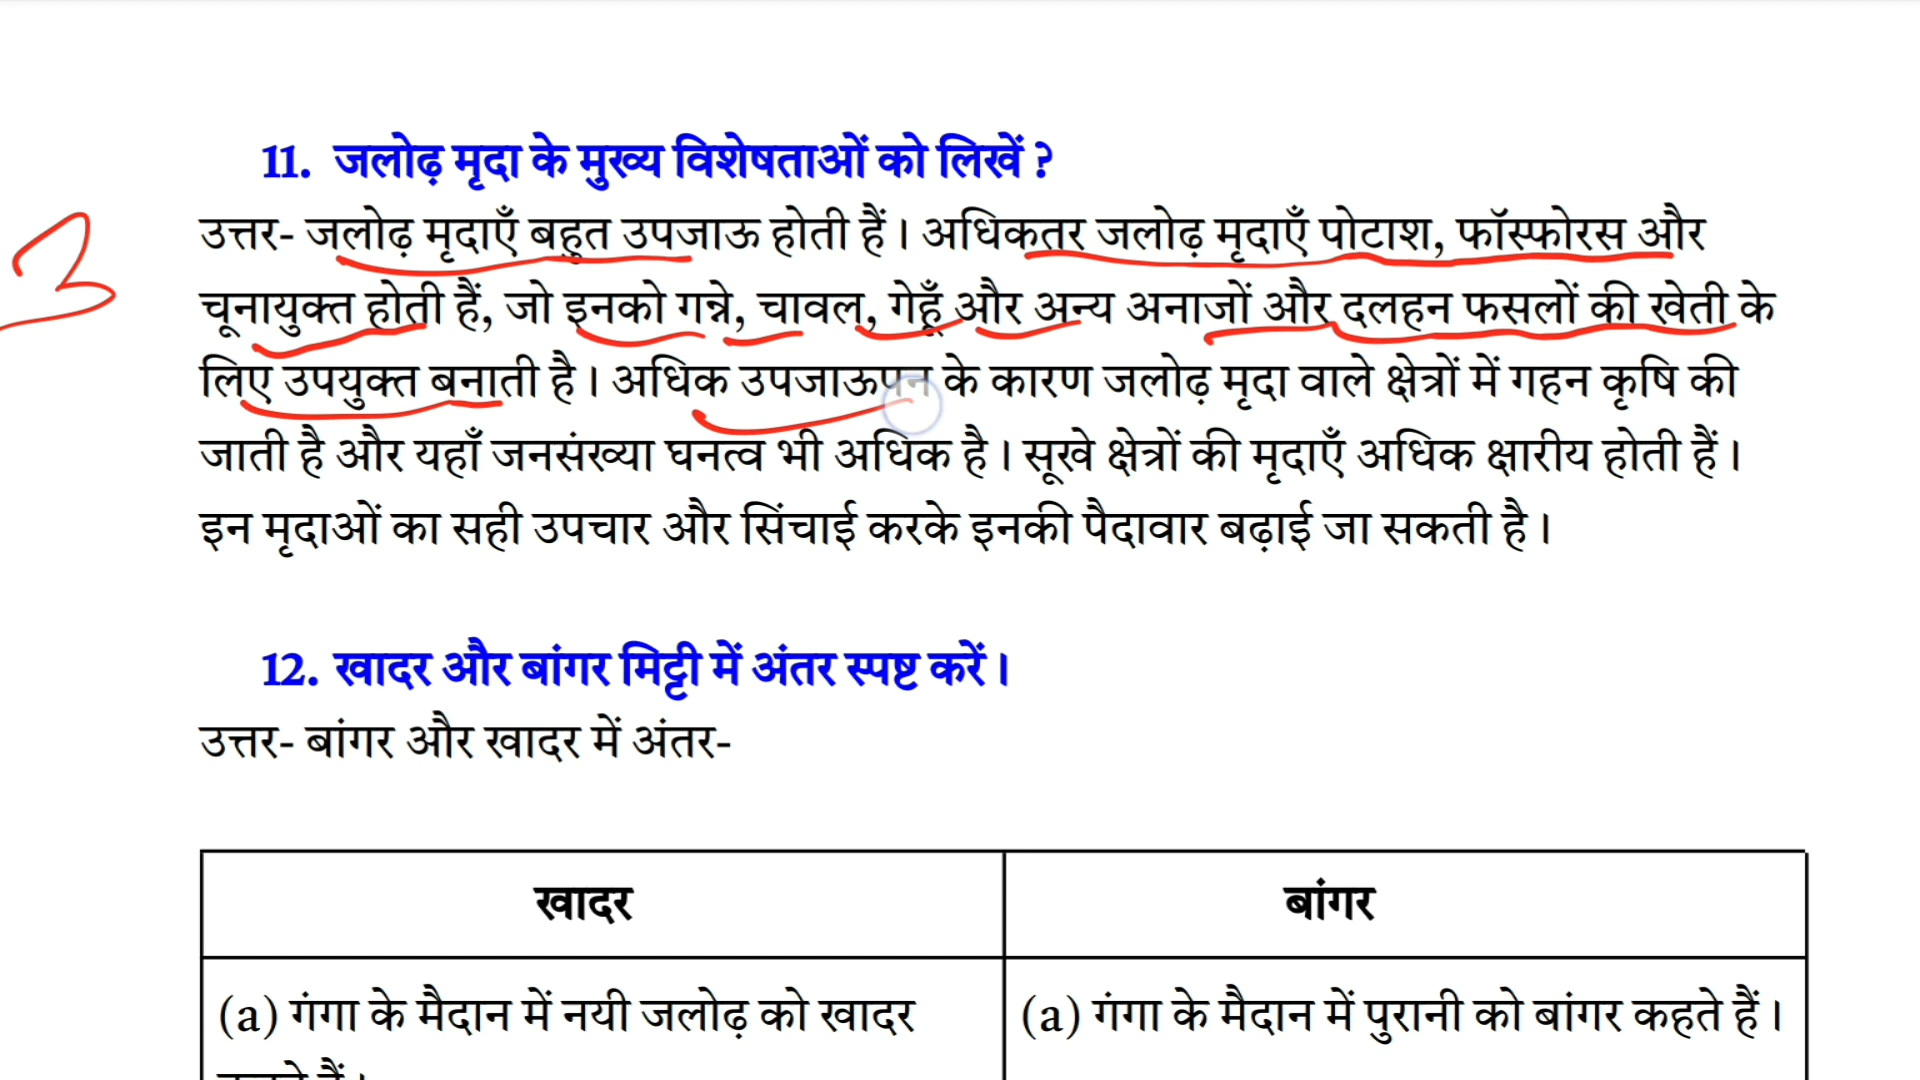 11. जलोढ़ मृदा के मुख्य विशेषताओं को लिखें ?
उत्तर- जलोढ़ मृदाएँ बहुत उपजाऊ होती हैं। अधिकतर जलोढ़ मृदाएँ पोटाश, फॉस्फोरस और
3
चूनायुक्त होती हैं, जो इनको गन्ने, चावल, गेहूँ और अन्य अनाजों और दलहन फसलों की खेती के
लिए उपयुक्त बनाती है। अधिक उपजाऊपन के कारण जलोढ़ मृदा वाले क्षेत्रों में गहन कृषि की
जाती है और यहाँ जनसंख्या घनत्व भी अधिक है। सूखे क्षेत्रों की मृदाएँ अधिक क्षारीय होती हैं।
इन मृदाओं का सही उपचार और सिंचाई करके इनकी पैदावार बढ़ाई जा सकती है।
12. खादर और बांगर मिट्टी में अंतर स्पष्ट करें।
उत्तर- बांगर और खादर में अंतर-
खादर
बांगर
(a) गंगा के मैदान में नयी जलोढ़ को खादर
(a) गंगा के मैदान में पुरानी को बांगर कहते हैं।